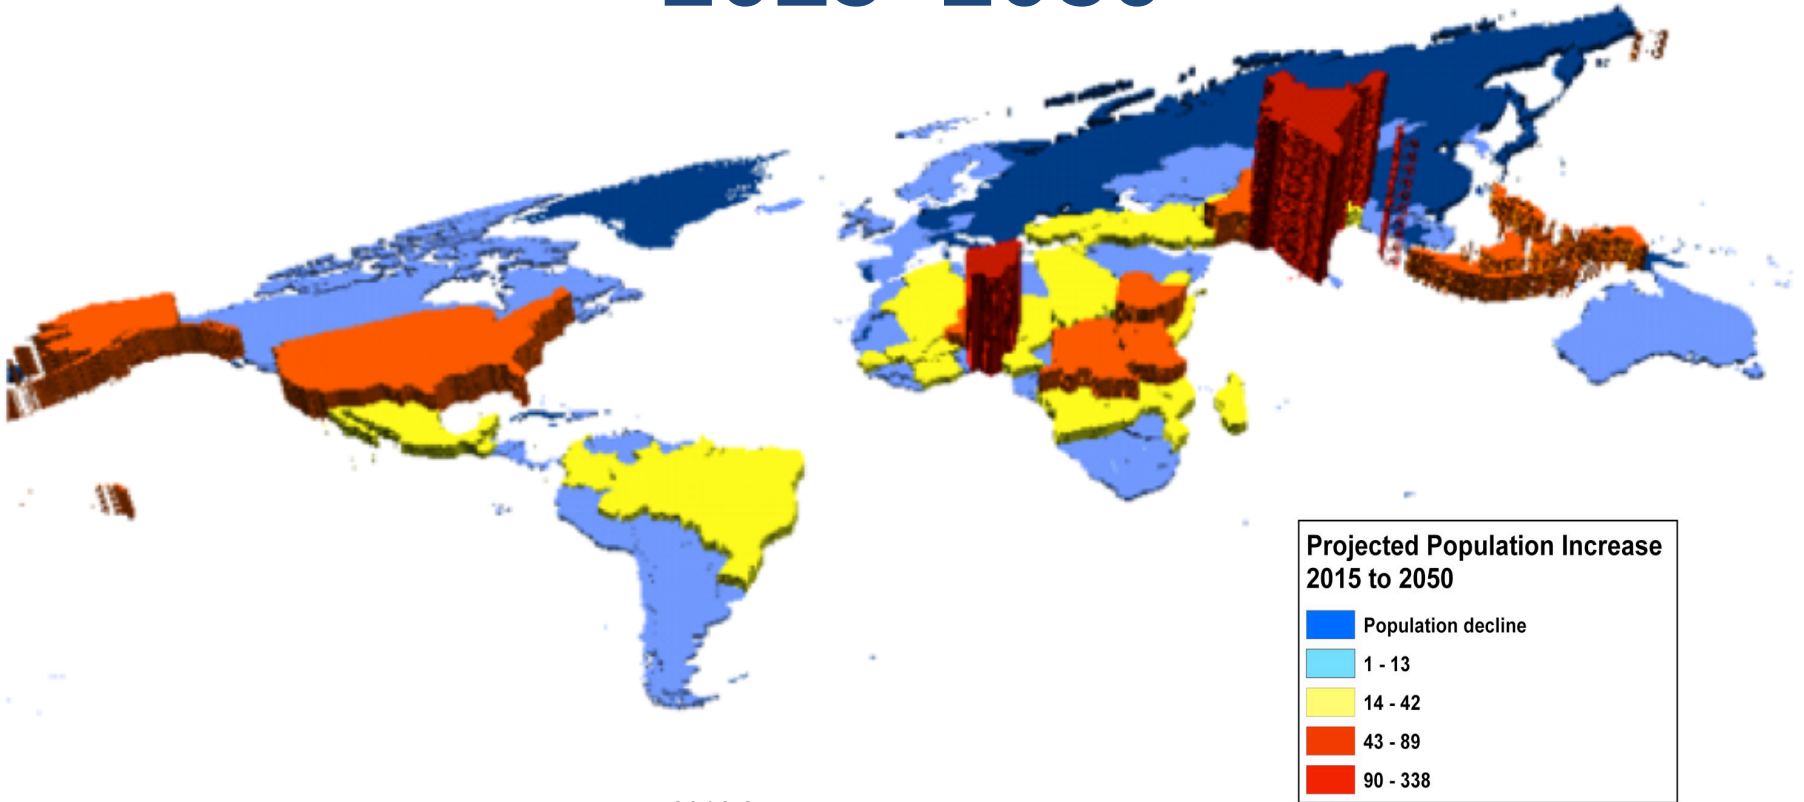 Projected Population Increase
2015 to 2050
Population decline
1 - 13
14 - 42
43 - 89
90 - 338